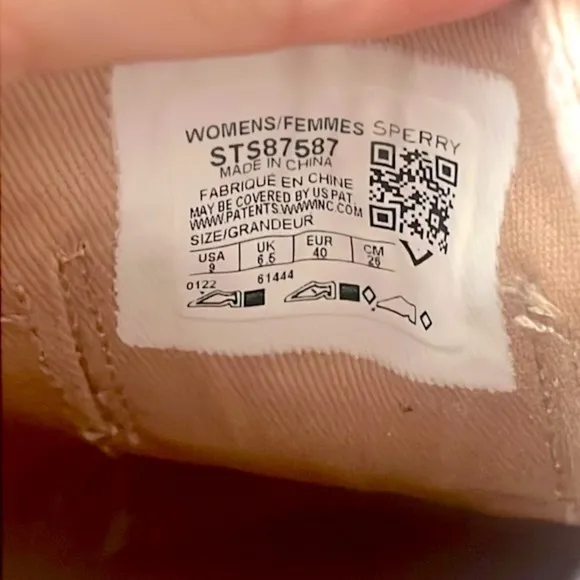 WOMENS/FEMMES SPERRY
STS87587
MADE IN CHINA
FABRIQUÉ EN CHINE
MAY BE COVERED BY US PAT.
WWW.PATENTS.WWWINC.COM
SIZE/GRANDEUR
USA UK EUR CM
9 6.5 40 26
0122 61444